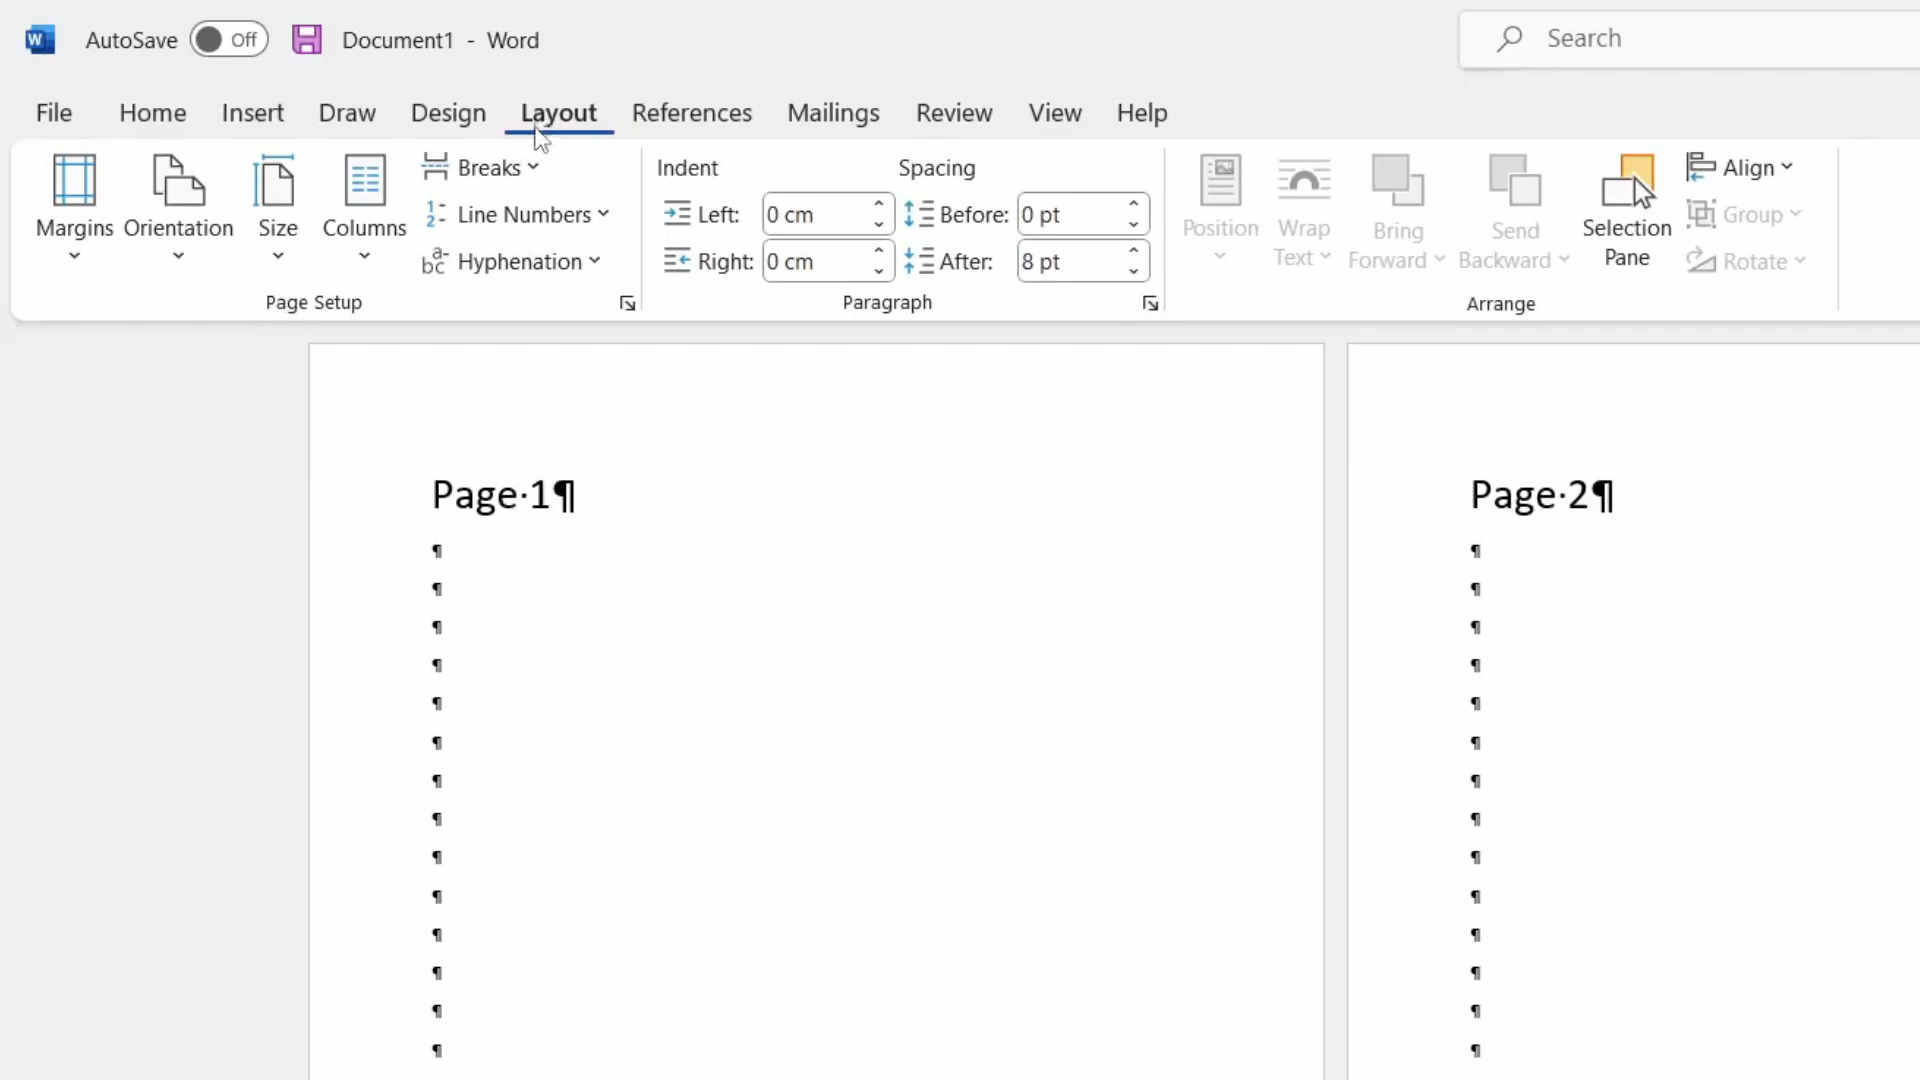 W AutoSave Off Document1 - Word Search
File Home Insert Draw Design Layout References Mailings Review View Help
Margins Orientation Size Columns
Breaks
Line Numbers
Hyphenation
Page Setup
Indent Spacing
Left: 0 cm Before: 0 pt
Right: 0 cm After: 8 pt
Paragraph
Position Wrap Text Bring Forward Send Backward Selection Pane
Align
Group
Rotate
Arrange
Page·1¶
¶
¶
¶
¶
¶
¶
¶
¶
¶
¶
¶
¶
¶
¶
Page·2¶
¶
¶
¶
¶
¶
¶
¶
¶
¶
¶
¶
¶
¶
¶